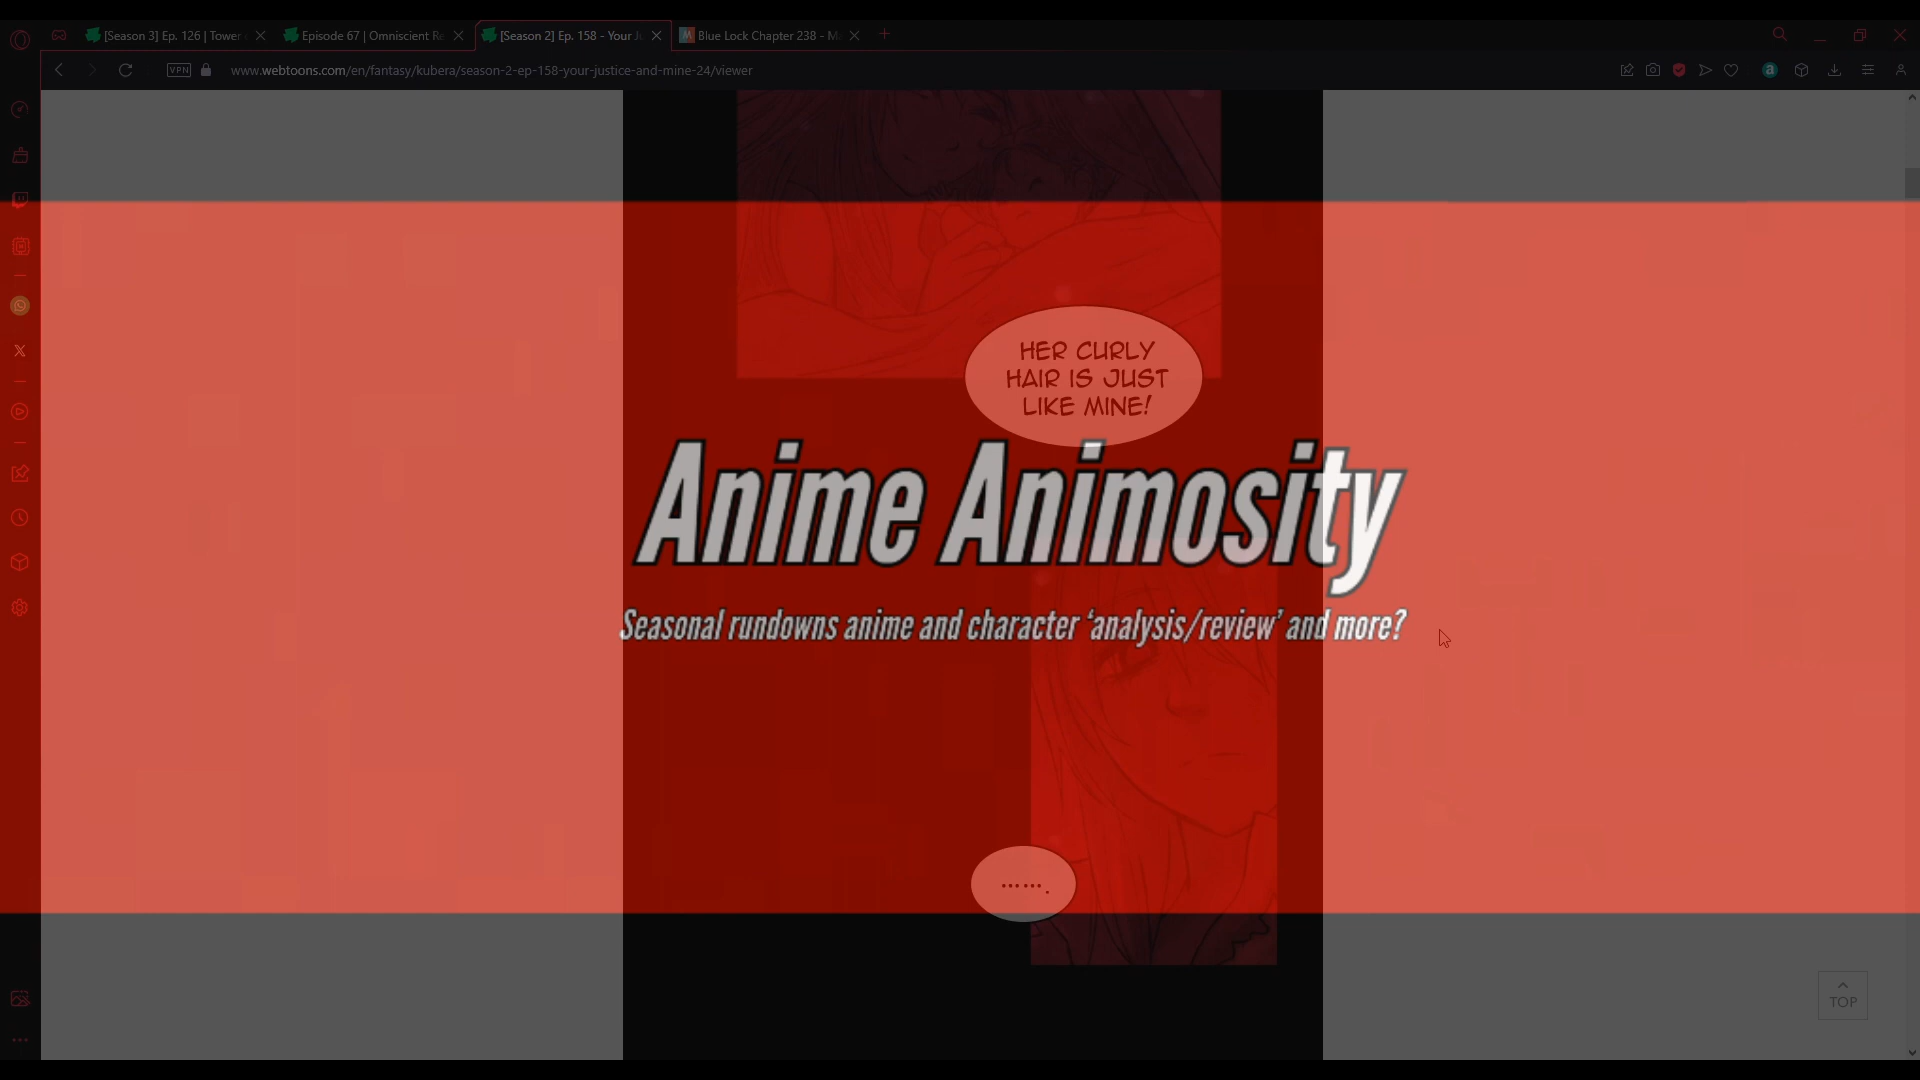 [Season 3] Ep. 126 | Tower
Episode 67 | Omniscient Re
[Season 2] Ep. 158 - Your J
Blue Lock Chapter 238 - M
VPN
www.webtoons.com/en/fantasy/kubera/season-2-ep-158-your-justice-and-mine-24/viewer
HER CURLY
HAIR IS JUST
LIKE MINE!
Anime Animosity
Seasonal rundowns anime and character ‘analysis/review’ and more?
.......
TOP